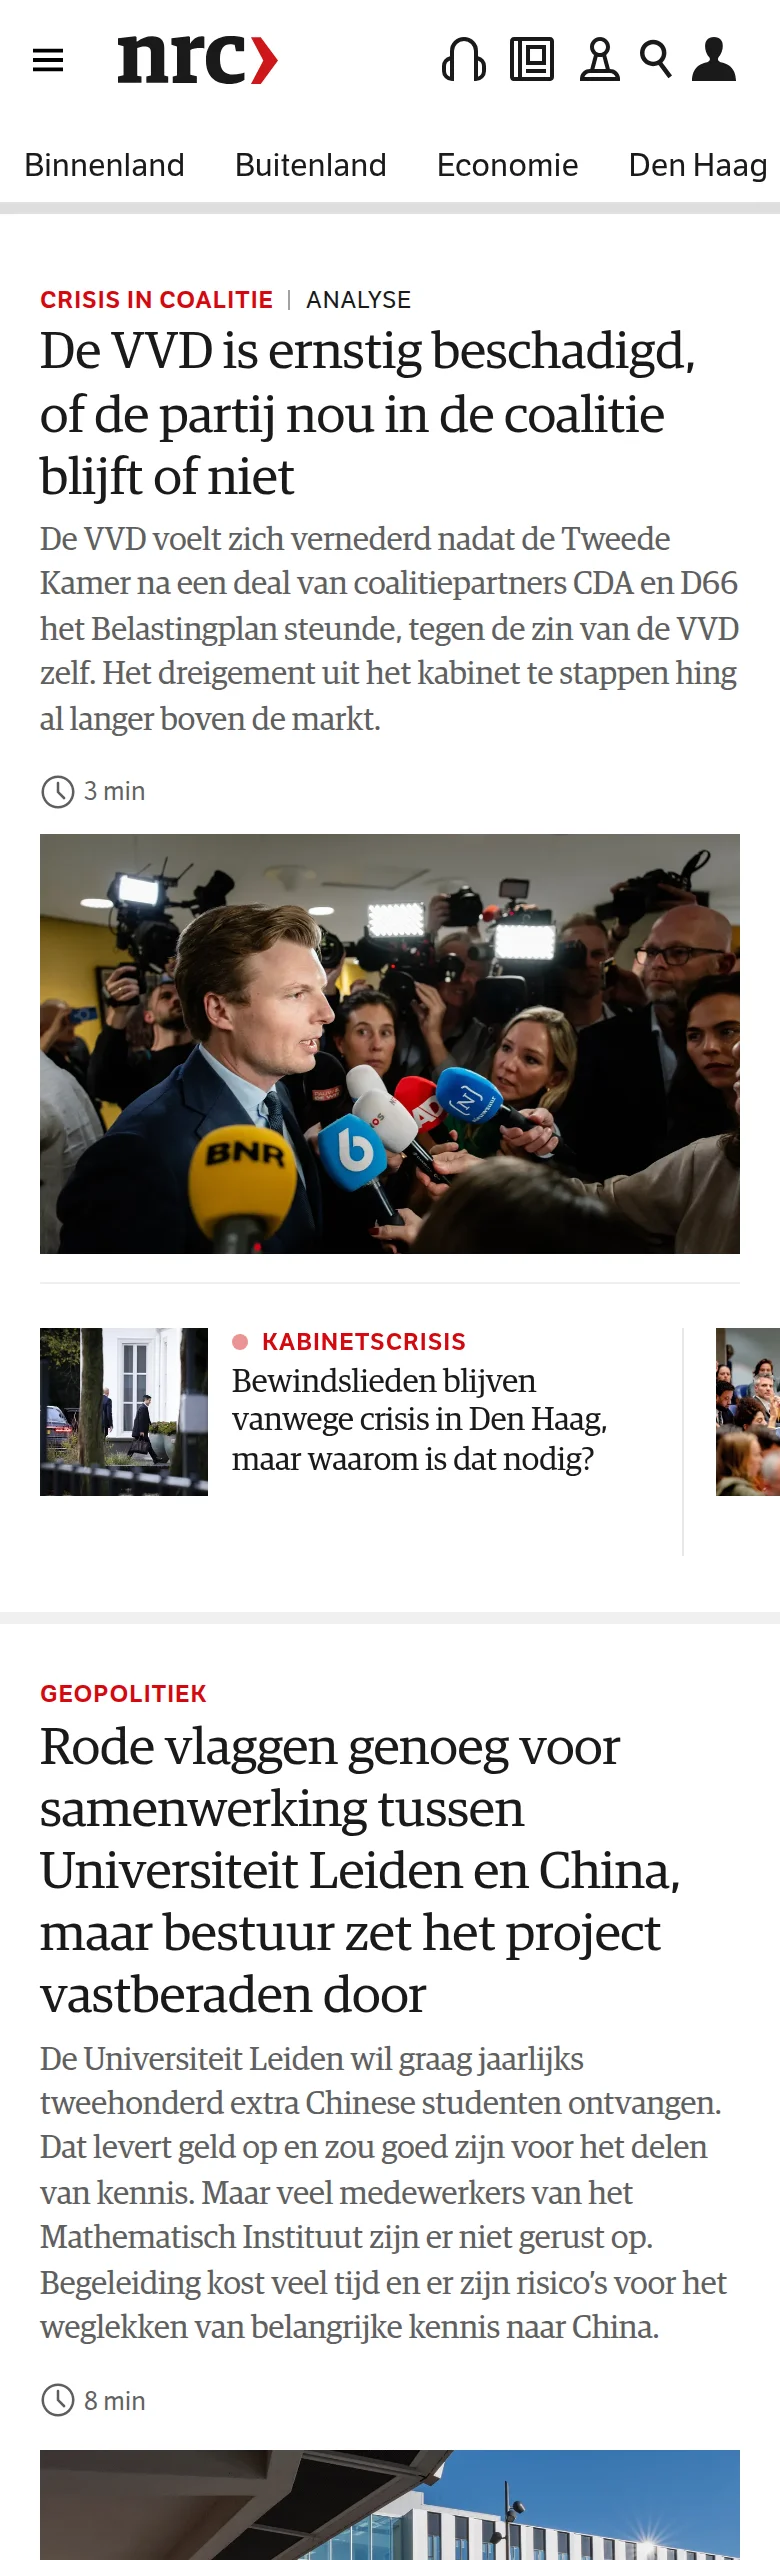 nrc
Binnenland Buitenland Economie Den Haag
CRISIS IN COALITIE | ANALYSE
De VVD is ernstig beschadigd,
of de partij nou in de coalitie
blijft of niet
De VVD voelt zich vernederd nadat de Tweede
Kamer na een deal van coalitiepartners CDA en D66
het Belastingplan steunde, tegen de zin van de VVD
zelf. Het dreigement uit het kabinet te stappen hing
al langer boven de markt.
3 min
BNR
b
NOS
AD
[N]
KABINETSCRISIS
Bewindslieden blijven
vanwege crisis in Den Haag,
maar waarom is dat nodig?
GEOPOLITIEK
Rode vlaggen genoeg voor
samenwerking tussen
Universiteit Leiden en China,
maar bestuur zet het project
vastberaden door
De Universiteit Leiden wil graag jaarlijks
tweehonderd extra Chinese studenten ontvangen.
Dat levert geld op en zou goed zijn voor het delen
van kennis. Maar veel medewerkers van het
Mathematisch Instituut zijn er niet gerust op.
Begeleiding kost veel tijd en er zijn risico’s voor het
weglekken van belangrijke kennis naar China.
8 min